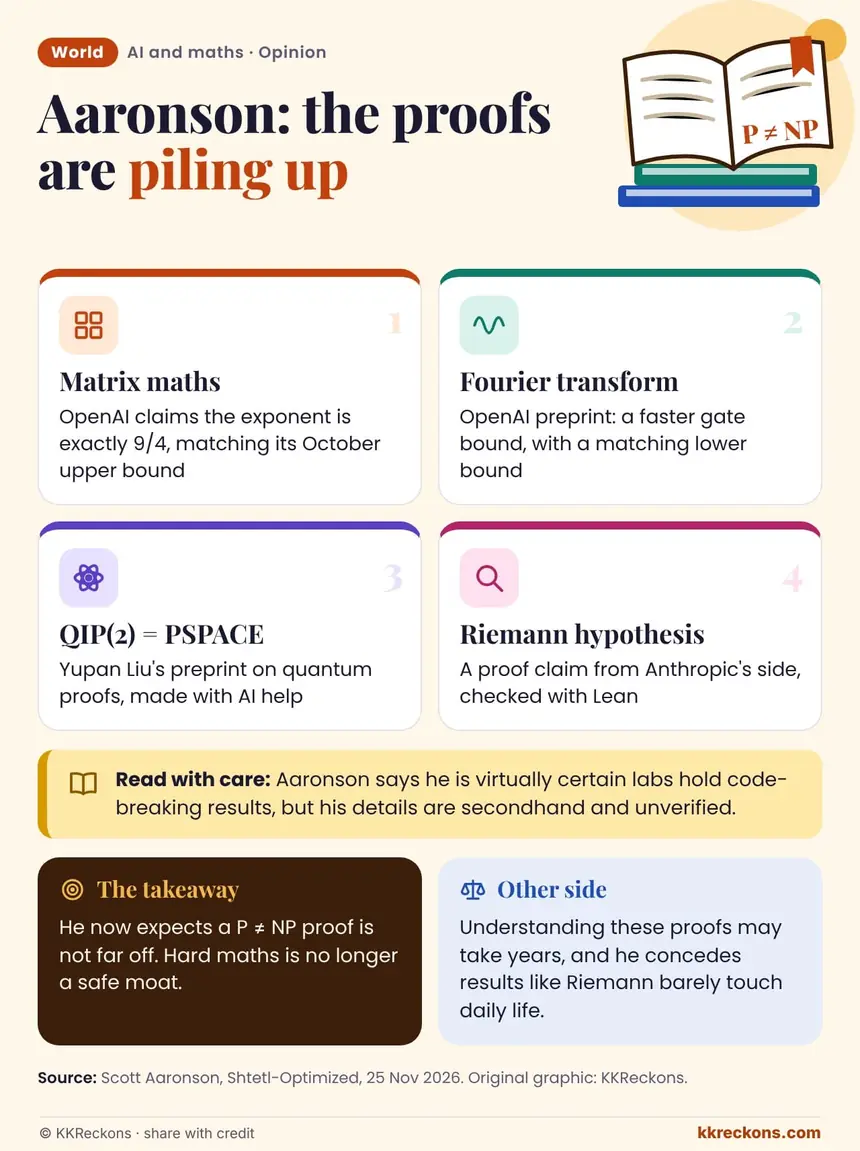 World AI and maths · Opinion
Aaronson: the proofs
are piling up
P ≠ NP
1
Matrix maths
OpenAI claims the exponent is
exactly 9/4, matching its October
upper bound
2
Fourier transform
OpenAI preprint: a faster gate
bound, with a matching lower
bound
3
QIP(2) = PSPACE
Yupan Liu's preprint on quantum
proofs, made with AI help
4
Riemann hypothesis
A proof claim from Anthropic's side,
checked with Lean
Read with care: Aaronson says he is virtually certain labs hold code-
breaking results, but his details are secondhand and unverified.
The takeaway
He now expects a P ≠ NP proof is
not far off. Hard maths is no longer
a safe moat.
Other side
Understanding these proofs may
take years, and he concedes
results like Riemann barely touch
daily life.
Source: Scott Aaronson, Shtetl-Optimized, 25 Nov 2026. Original graphic: KKReckons.
© KKReckons · share with credit
kkreckons.com